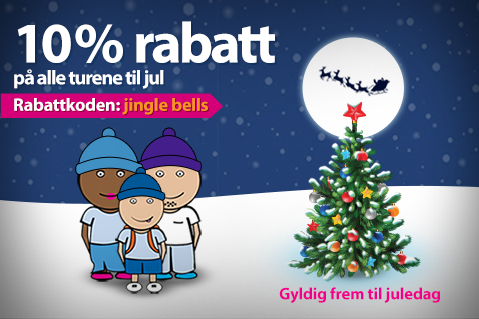 10% rabatt
på alle turene til jul
Rabattkoden: jingle bells
Gyldig frem til juledag